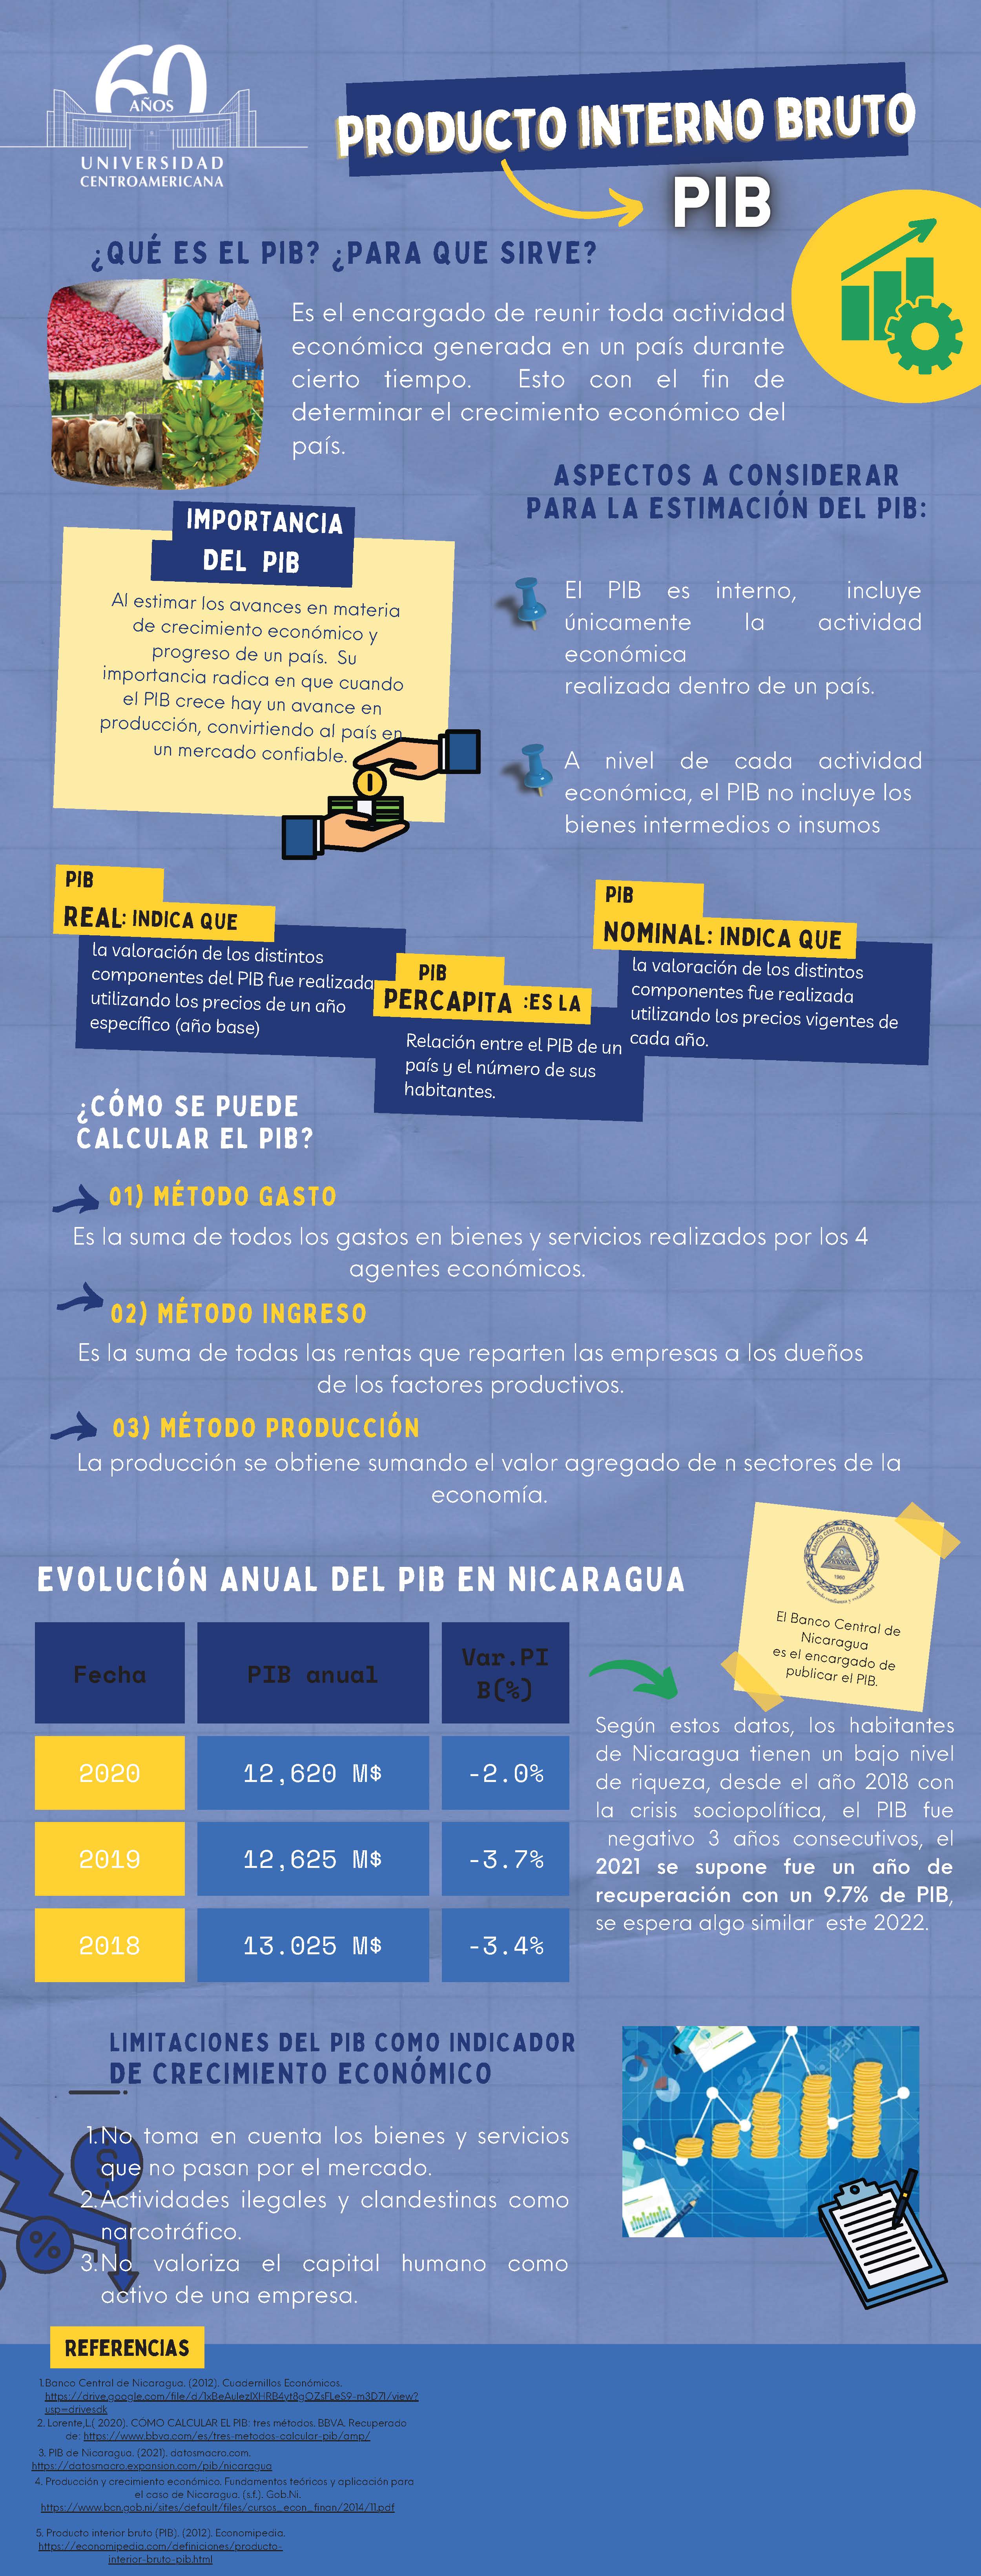 60
AÑOS
UNIVERSIDAD
CENTROAMERICANA
PRODUCTO INTERNO BRUTO
PIB
¿QUÉ ES EL PIB? ¿PARA QUE SIRVE?
Es el encargado de reunir toda actividad
económica generada en un país durante
cierto tiempo. Esto con el fin de
determinar el crecimiento económico del
país.
ASPECTOS A CONSIDERAR
PARA LA ESTIMACIÓN DEL PIB:
IMPORTANCIA
DEL PIB
Al estimar los avances en materia
de crecimiento económico y
progreso de un país. Su
importancia radica en que cuando
el PIB crece hay un avance en
producción, convirtiendo al país en
un mercado confiable.
El PIB es interno, incluye
únicamente la actividad
económica
realizada dentro de un país.
A nivel de cada actividad
económica, el PIB no incluye los
bienes intermedios o insumos
PIB
REAL: INDICA QUE
la valoración de los distintos
componentes del PIB fue realizada
utilizando los precios de un año
específico (año base)
PIB
PERCAPITA :ES LA
Relación entre el PIB de un
país y el número de sus
habitantes.
PIB
NOMINAL: INDICA QUE
la valoración de los distintos
componentes fue realizada
utilizando los precios vigentes de
cada año.
¿CÓMO SE PUEDE
CALCULAR EL PIB?
01) MÉTODO GASTO
Es la suma de todos los gastos en bienes y servicios realizados por los 4
agentes económicos.
02) MÉTODO INGRESO
Es la suma de todas las rentas que reparten las empresas a los dueños
de los factores productivos.
03) MÉTODO PRODUCCIÓN
La producción se obtiene sumando el valor agregado de n sectores de la
economía.
BANCO CENTRAL DE NICARAGUA
1960
El Banco Central de
Nicaragua
es el encargado de
publicar el PIB.
EVOLUCIÓN ANUAL DEL PIB EN NICARAGUA
Fecha PIB anual Var.PI
B(%)
2020 12,620 M$ -2.0%
2019 12,625 M$ -3.7%
2018 13.025 M$ -3.4%
Según estos datos, los habitantes
de Nicaragua tienen un bajo nivel
de riqueza, desde el año 2018 con
la crisis sociopolítica, el PIB fue
negativo 3 años consecutivos, el
2021 se supone fue un año de
recuperación con un 9.7% de PIB,
se espera algo similar este 2022.
LIMITACIONES DEL PIB COMO INDICADOR
DE CRECIMIENTO ECONÓMICO
1.No toma en cuenta los bienes y servicios
que no pasan por el mercado.
2.Actividades ilegales y clandestinas como
narcotráfico.
3.No valoriza el capital humano como
activo de una empresa.
%
123RF
REFERENCIAS
1.Banco Central de Nicaragua. (2012). Cuadernillos Económicos.
https://drive.google.com/file/d/1xBeAulezIXHRB4yt8gOZsFLeS9-m3D7I/view?
usp=drivesdk
2. Lorente,L.( 2020). COMO CALCULAR EL PIB: tres métodos. BBVA. Recuperado
de: https://www.bbva.com/es/tres-metodos-calcular-pib/amp/
3. PIB de Nicaragua. (2021). datosmacro.com.
https://datosmacro.expansion.com/pib/nicaragua
4. Producción y crecimiento económico. Fundamentos teóricos y aplicación para
el caso de Nicaragua. (s.f.). Gob.Ni.
https://www.bcn.gob.ni/sites/default/files/cursos_econ_finan/2014/11.pdf
5. Producto interior bruto (PIB). (2012). Economipedia.
https://economipedia.com/definiciones/producto-
interior-bruto-pib.html